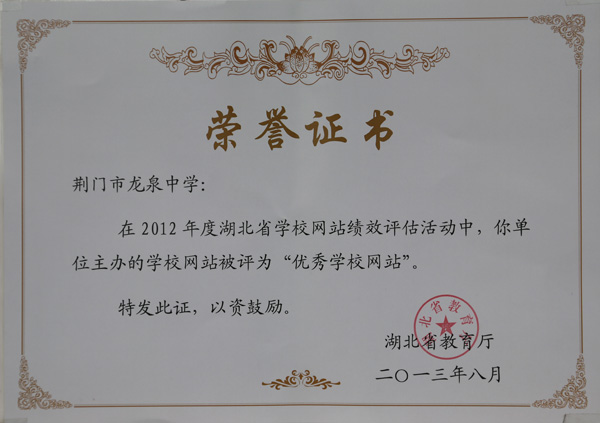 荣誉证书
荆门市龙泉中学：
在 2012 年度湖北省学校网站绩效评估活动中，你单
位主办的学校网站被评为“优秀学校网站”。
特发此证，以资鼓励。
湖北省教育厅
二〇一三年八月